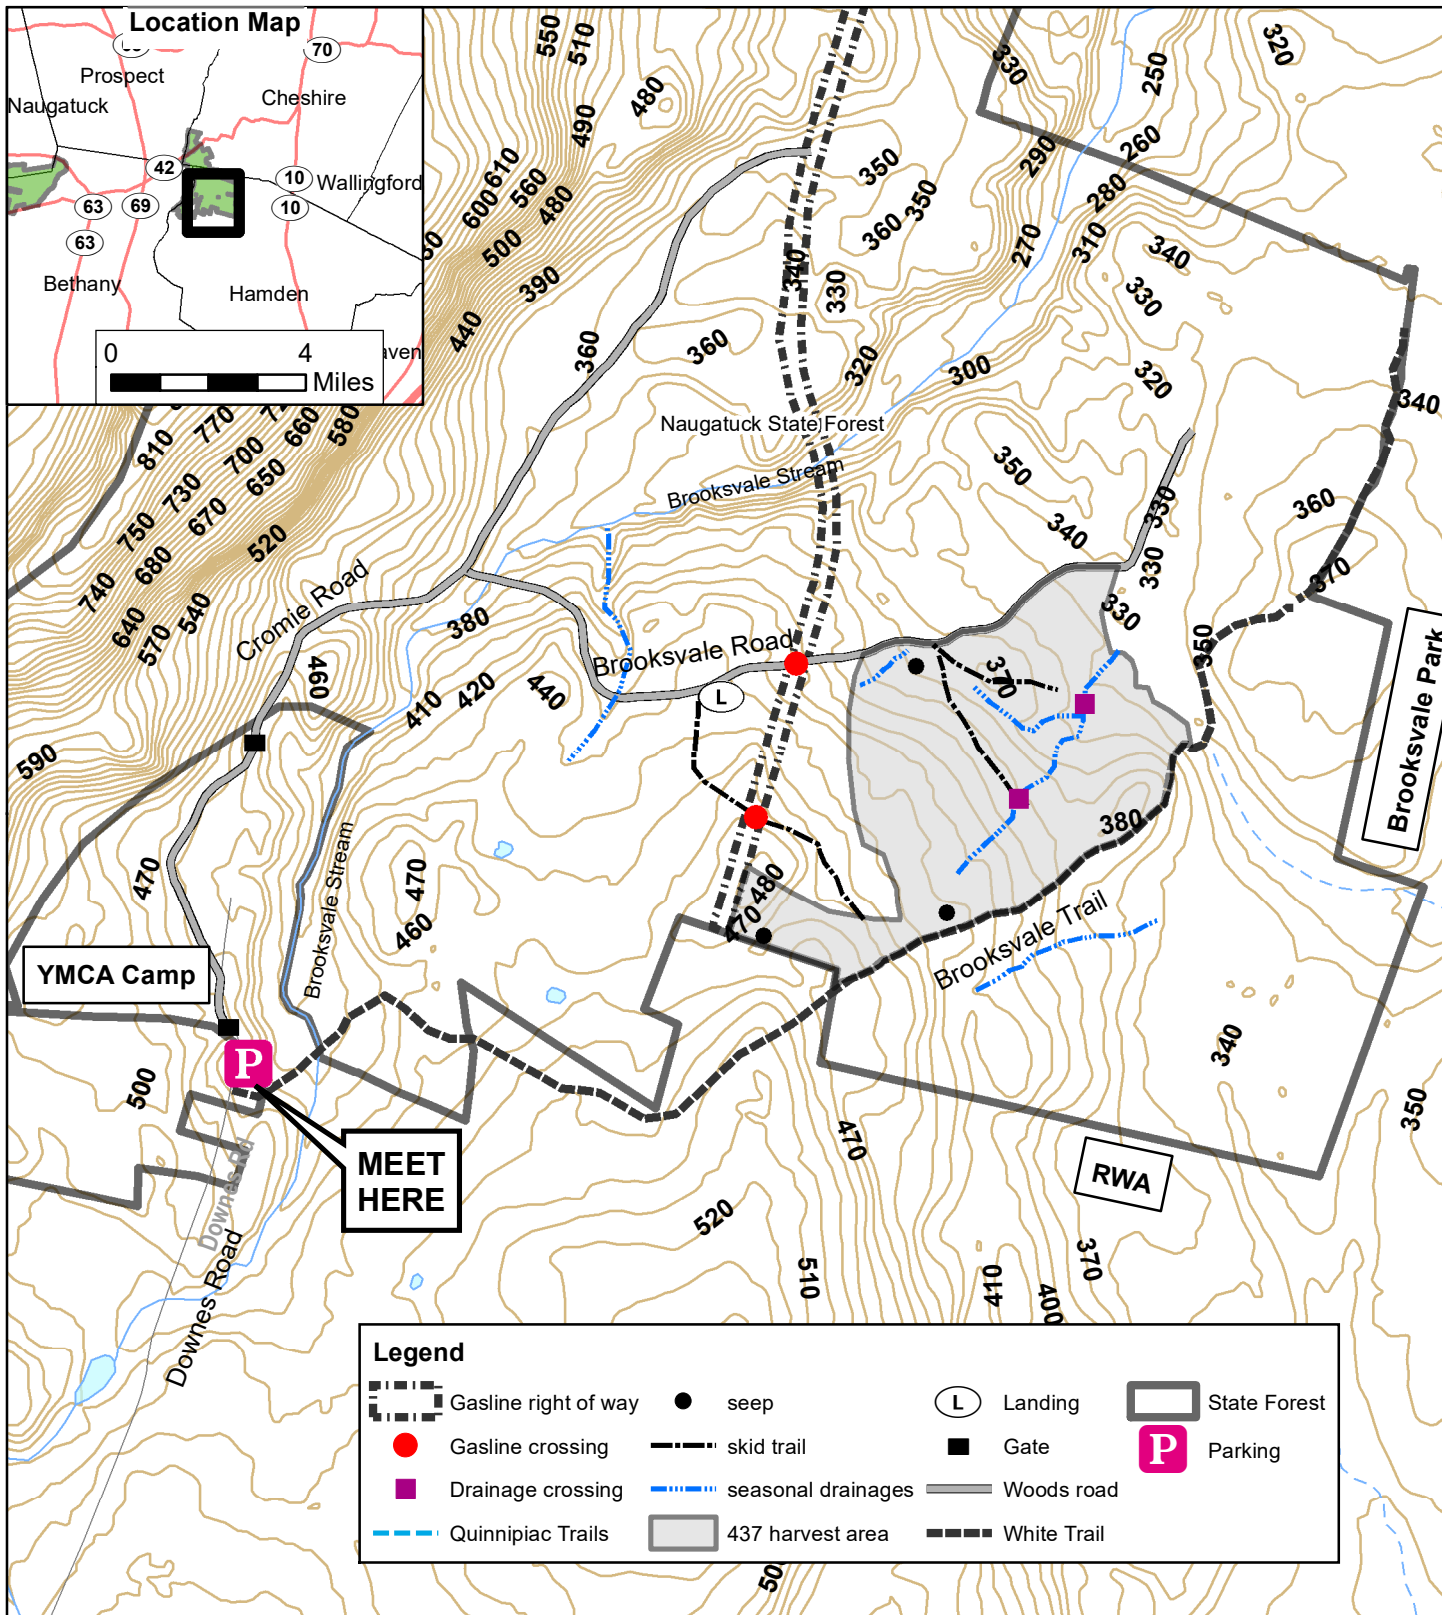 Location Map
70
Prospect
Cheshire
Naugatuck
42
10
Wallingford
63
69
10
63
Bethany
Hamden
0
4
Miles
550
510
480
490
610
600
560
480
500
390
440
330
250
320
260
290
280
350
350
360
270
310
340
330
340
330
360
360
320
300
320
340
Naugatuck State Forest
Brooksvale Stream
810
770
700
660
580
730
650
750
670
680
520
740
640
570
540
350
340
330
330
360
370
330
350
Cromie Road
380
Brooksvale Road
Brooksvale Park
460
410
420
440
L
370
590
470
470
460
480
470
380
Brooksvale Stream
Brooksvale Trail
YMCA Camp
P
MEET
HERE
500
Downes Rd
Downes Road
340
350
RWA
470
520
510
410
400
370
Legend
Gasline right of way
seep
L
Landing
State Forest
Gasline crossing
skid trail
Gate
P
Parking
Drainage crossing
seasonal drainages
Woods road
Quinnipiac Trails
437 harvest area
White Trail